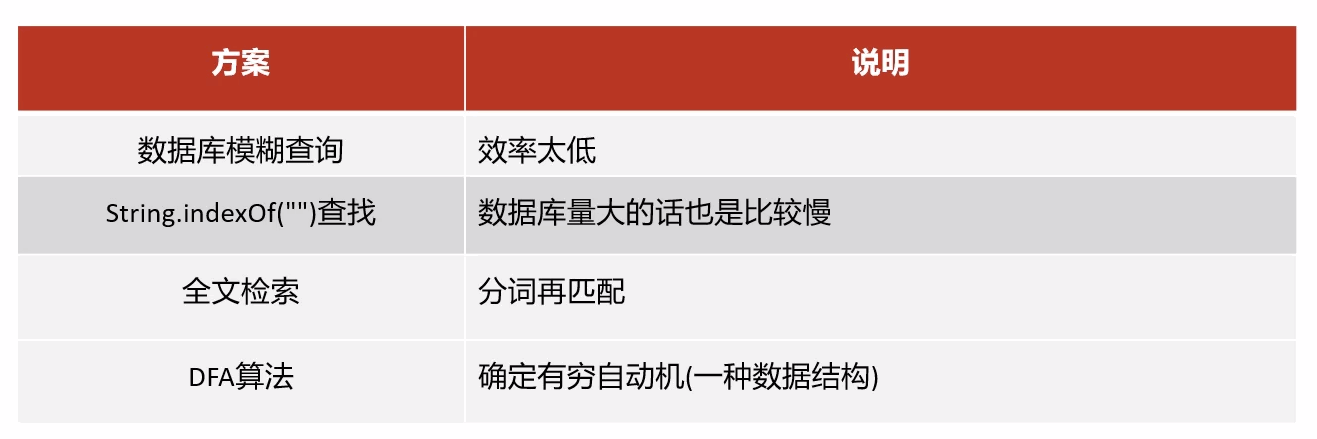 方案 说明
数据库模糊查询 效率太低
String.indexOf("")查找 数据库量大的话也是比较慢
全文检索 分词再匹配
DFA算法 确定有穷自动机(一种数据结构)